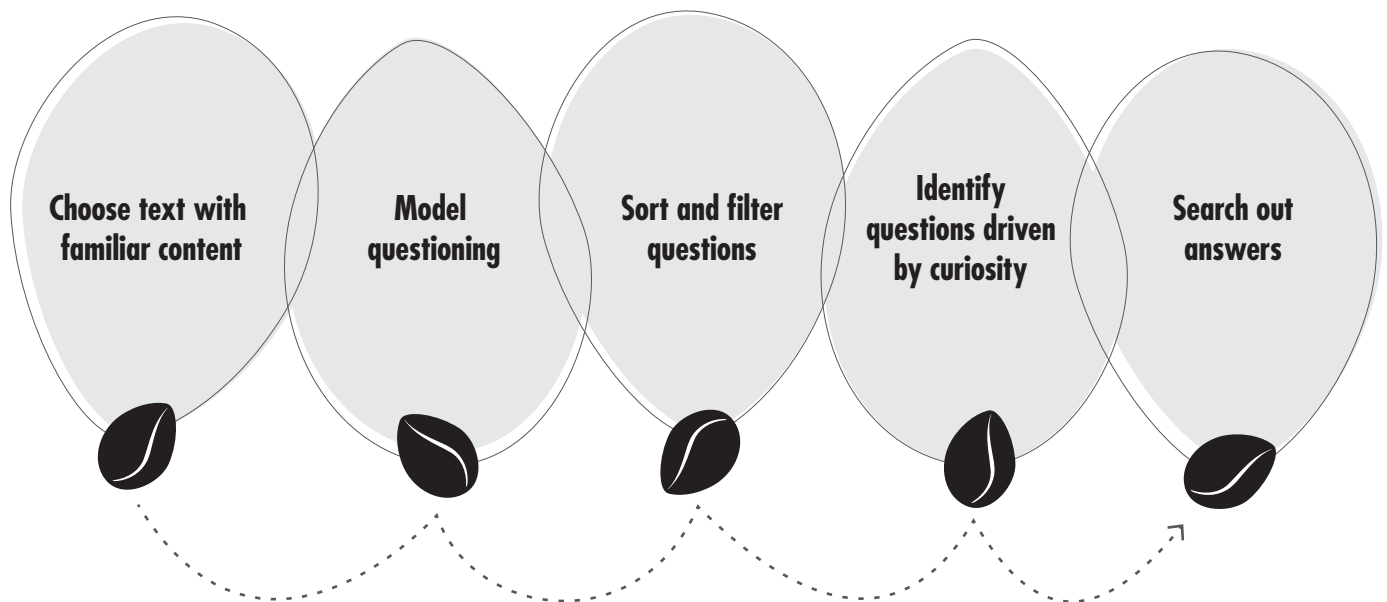 Choose text with
familiar content
Model
questioning
Sort and filter
questions
Identify
questions driven
by curiosity
Search out
answers